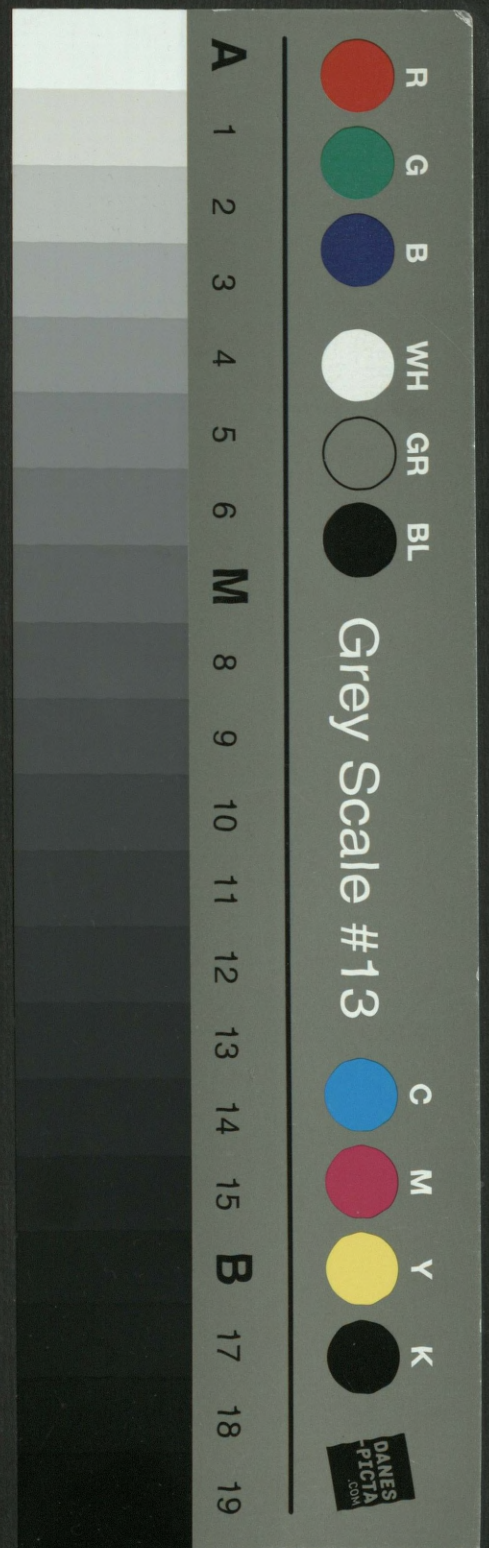 R G B WH GR BL Grey Scale #13 C M Y K
DANES
-PICTA
.COM
A 1 2 3 4 5 6 M 8 9 10 11 12 13 14 15 B 17 18 19